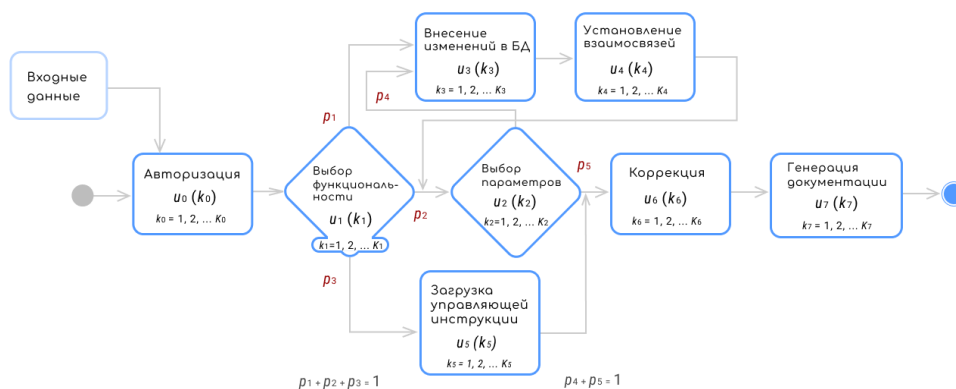 Входные
данные
Авторизация
u₀ (k₀)
k₀ = 1, 2, ... K₀
p₁
Выбор
функциональ-
ности
u₁ (k₁)
k₁=1, 2, ... K₁
p₂
p₃
Внесение
изменений в БД
u₃ (k₃)
k₃ = 1, 2, ... K₃
p₄
Установление
взаимосвязей
u₄ (k₄)
k₄ = 1, 2, ... K₄
Выбор
параметров
u₂ (k₂)
k₂=1, 2, ... K₂
p₅
Загрузка
управляющей
инструкции
u₅ (k₅)
k₅ = 1, 2, ... K₅
Коррекция
u₆ (k₆)
k₆ = 1, 2, ... K₆
Генерация
документации
u₇ (k₇)
k₇ = 1, 2, ... K₇
p₁ + p₂ + p₃ = 1
p₄ + p₅ = 1